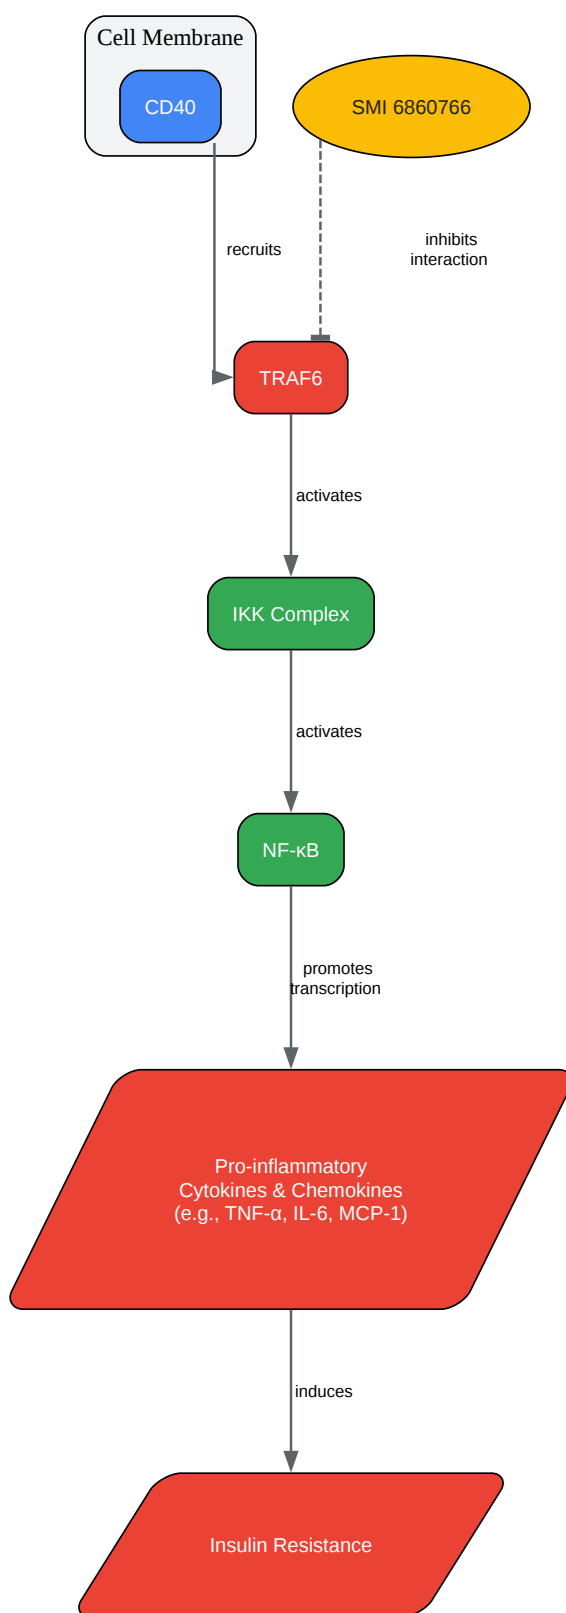 Cell Membrane
CD40
SMI 6860766
recruits
inhibits
interaction
TRAF6
activates
IKK Complex
activates
NF-κB
promotes
transcription
Pro-inflammatory
Cytokines & Chemokines
(e.g., TNF-α, IL-6, MCP-1)
induces
Insulin Resistance